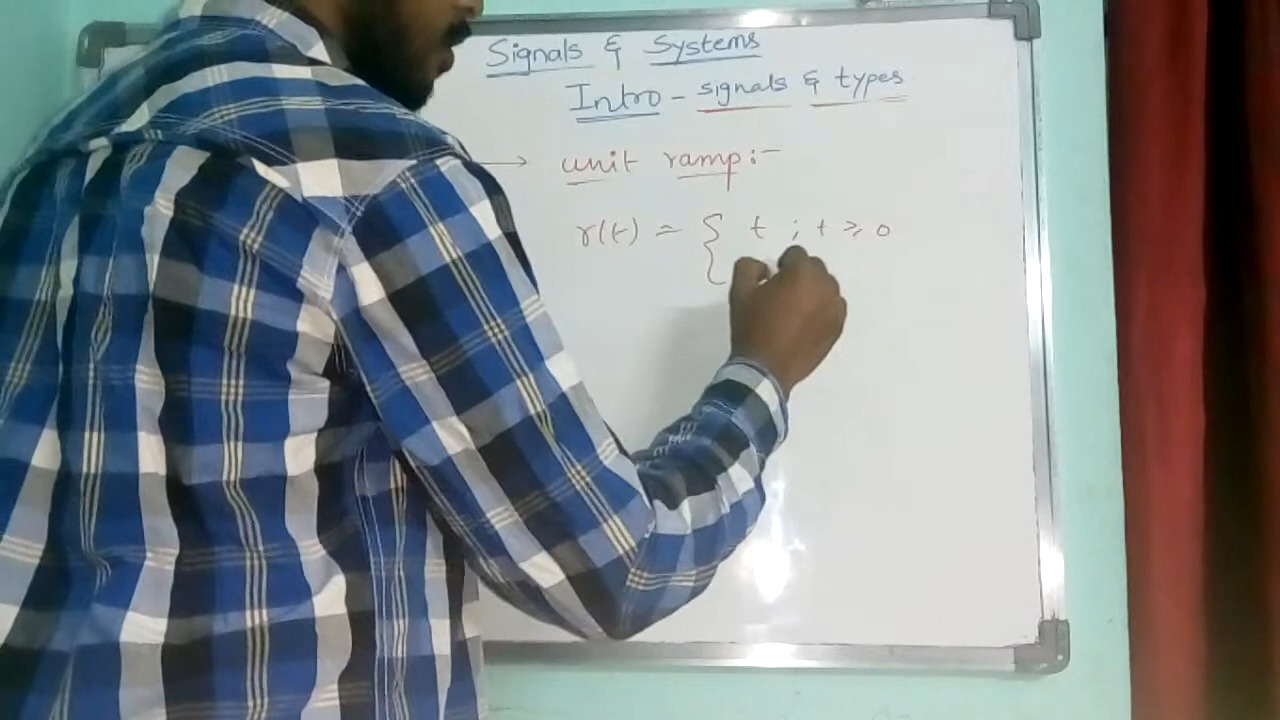 Signals & Systems
Intro - signals & types
→ unit ramp :-
r(t) = { t ; t ≥ 0